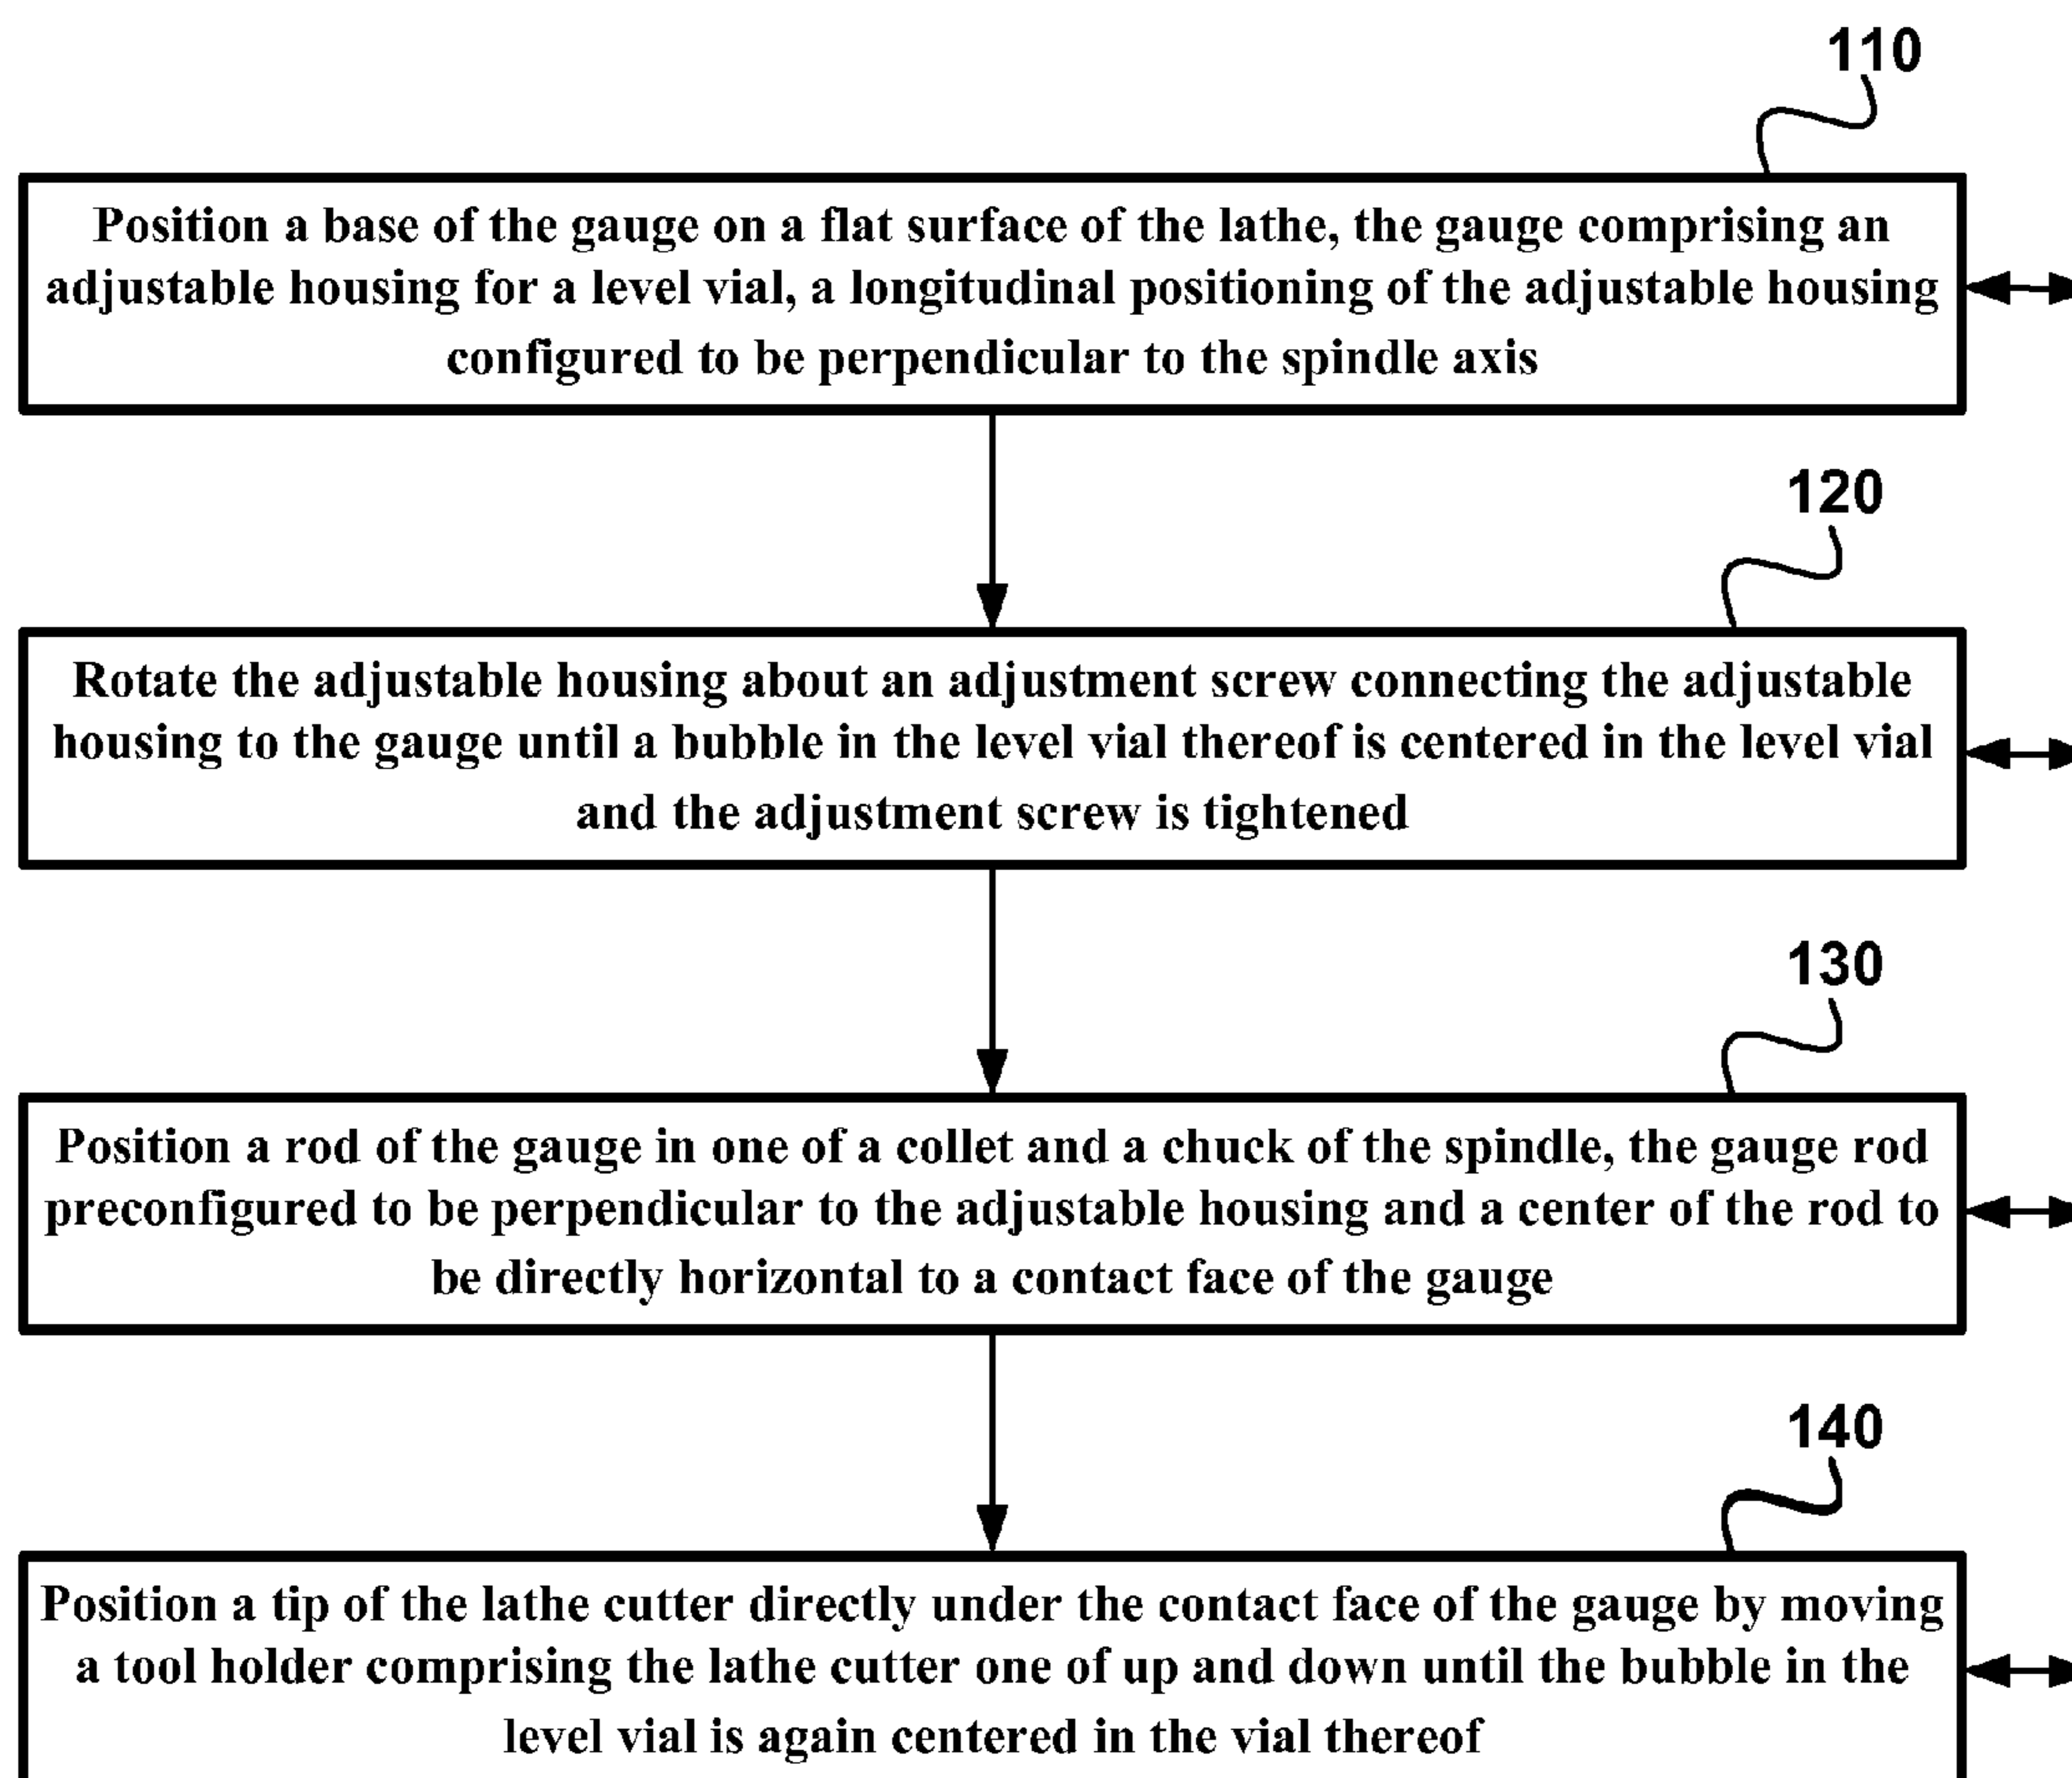 110
Position a base of the gauge on a flat surface of the lathe, the gauge comprising an
adjustable housing for a level vial, a longitudinal positioning of the adjustable housing
configured to be perpendicular to the spindle axis
120
Rotate the adjustable housing about an adjustment screw connecting the adjustable
housing to the gauge until a bubble in the level vial thereof is centered in the level vial
and the adjustment screw is tightened
130
Position a rod of the gauge in one of a collet and a chuck of the spindle, the gauge rod
preconfigured to be perpendicular to the adjustable housing and a center of the rod to
be directly horizontal to a contact face of the gauge
140
Position a tip of the lathe cutter directly under the contact face of the gauge by moving
a tool holder comprising the lathe cutter one of up and down until the bubble in the
level vial is again centered in the vial thereof